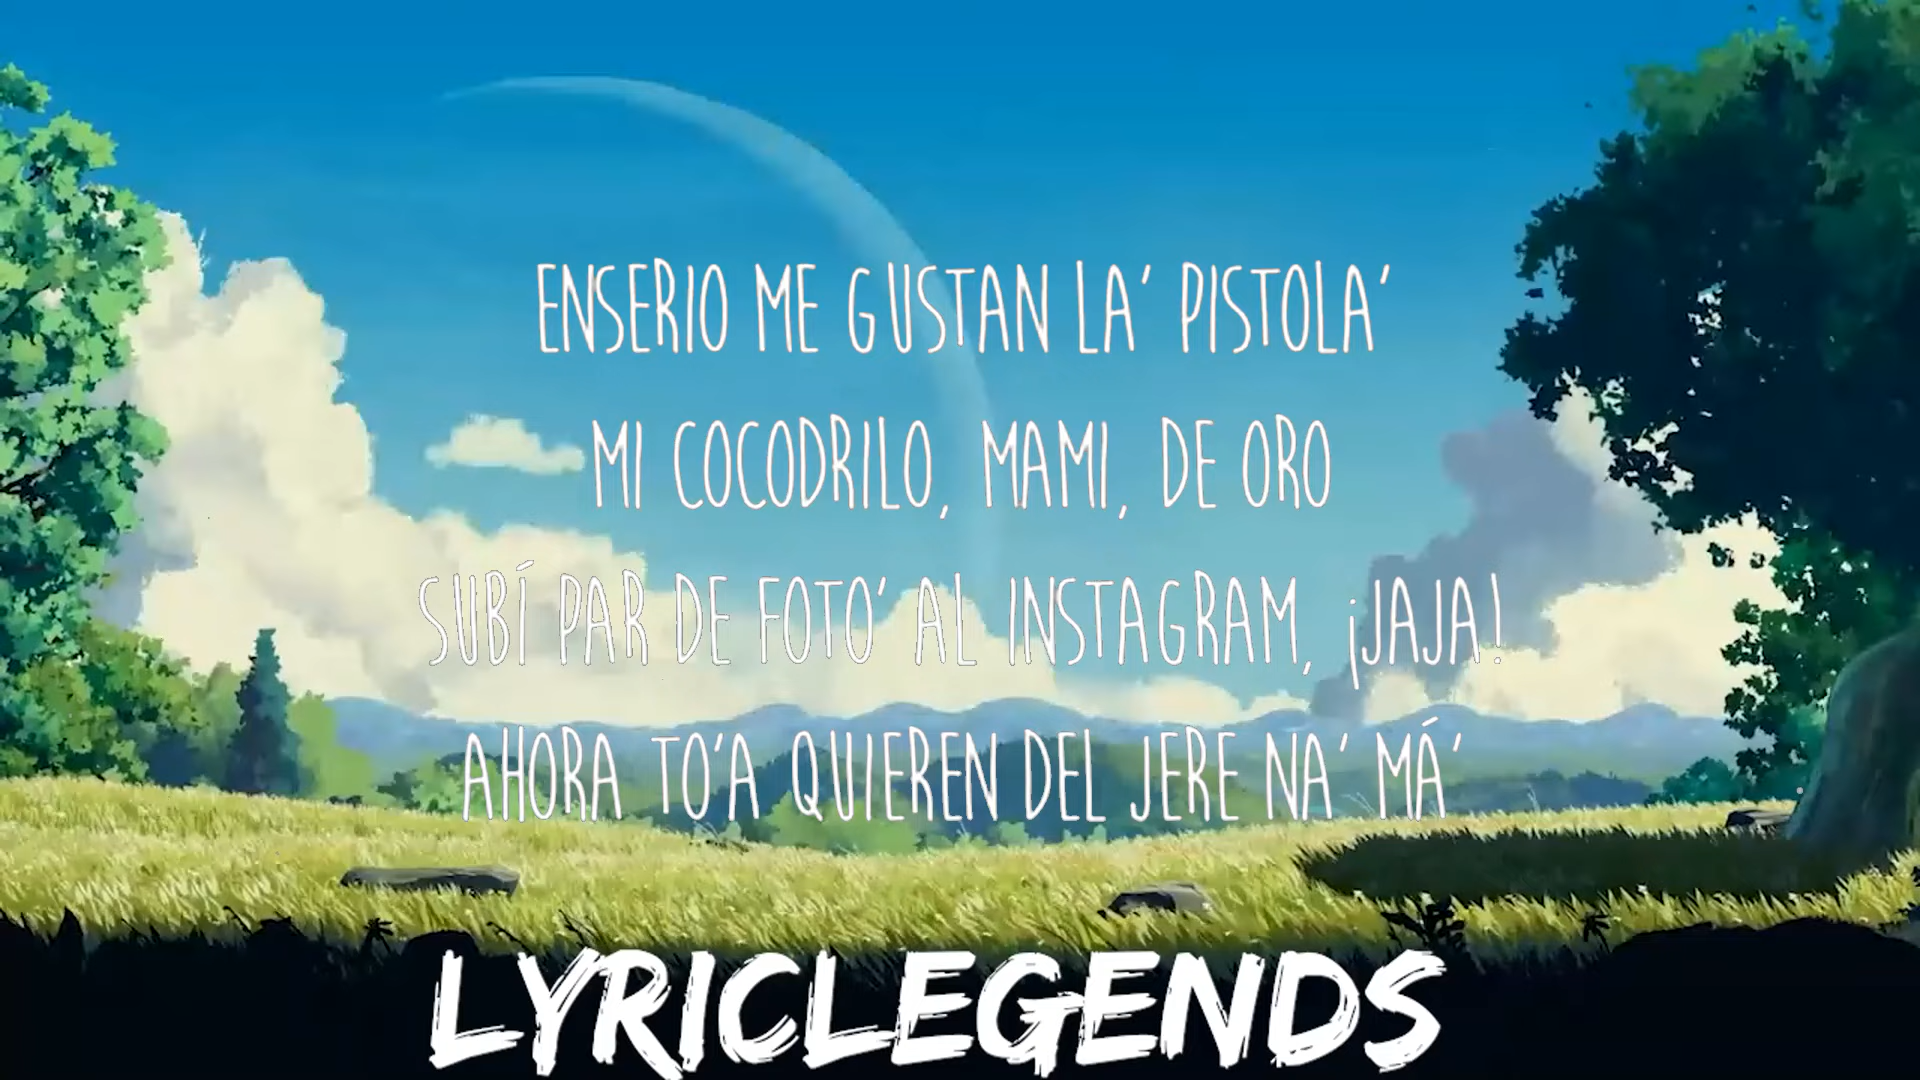 ENSERIO ME GUSTAN LA' PISTOLA'
MI COCODRILO, MAMI, DE ORO
SUBÍ PAR DE FOTO' AL INSTAGRAM, ¡JAJA!
AHORA TO'A QUIEREN DEL JERE NA' MÁ'
LYRICLEGENDS